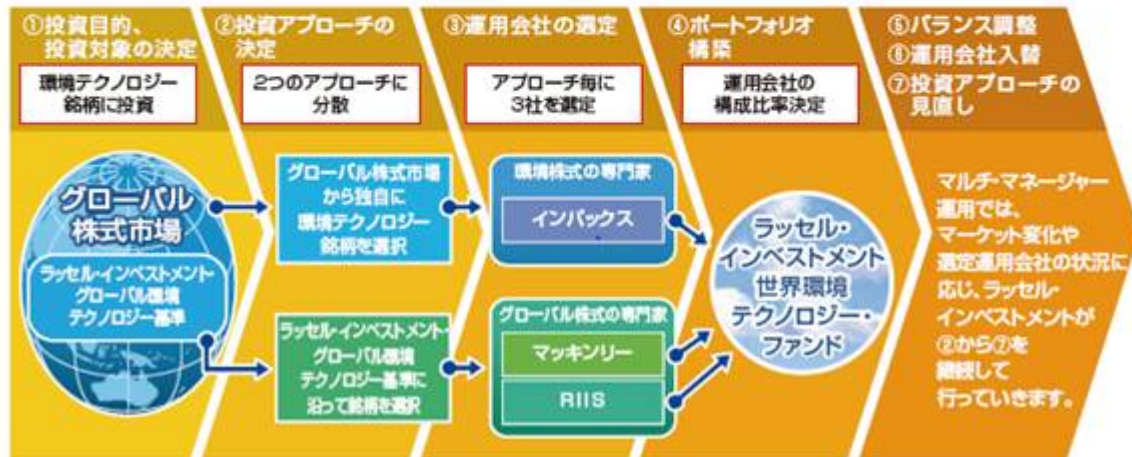 ①投資目的、
投資対象の決定
環境テクノロジー
銘柄に投資
②投資アプローチの
決定
2つのアプローチに
分散
③運用会社の選定
アプローチ毎に
3社を選定
④ポートフォリオ
構築
運用会社の
構成比率決定
⑤バランス調整
⑥運用会社入替
⑦投資アプローチの
見直し
グローバル
株式市場
ラッセル・インベストメント・
グローバル環境
テクノロジー基準
グローバル株式市場
から独自に
環境テクノロジー
銘柄を選択
ラッセル・インベストメント・
グローバル環境
テクノロジー基準に
沿って銘柄を選択
環境株式の専門家
インパックス
グローバル株式の専門家
マッキンリー
RIIS
ラッセル・
インベストメント
世界環境
テクノロジー・
ファンド
マルチ・マネージャー
運用では、
マーケット変化や
選定運用会社の状況に
応じ、ラッセル・
インベストメントが
②から⑦を
継続して
行っていきます。